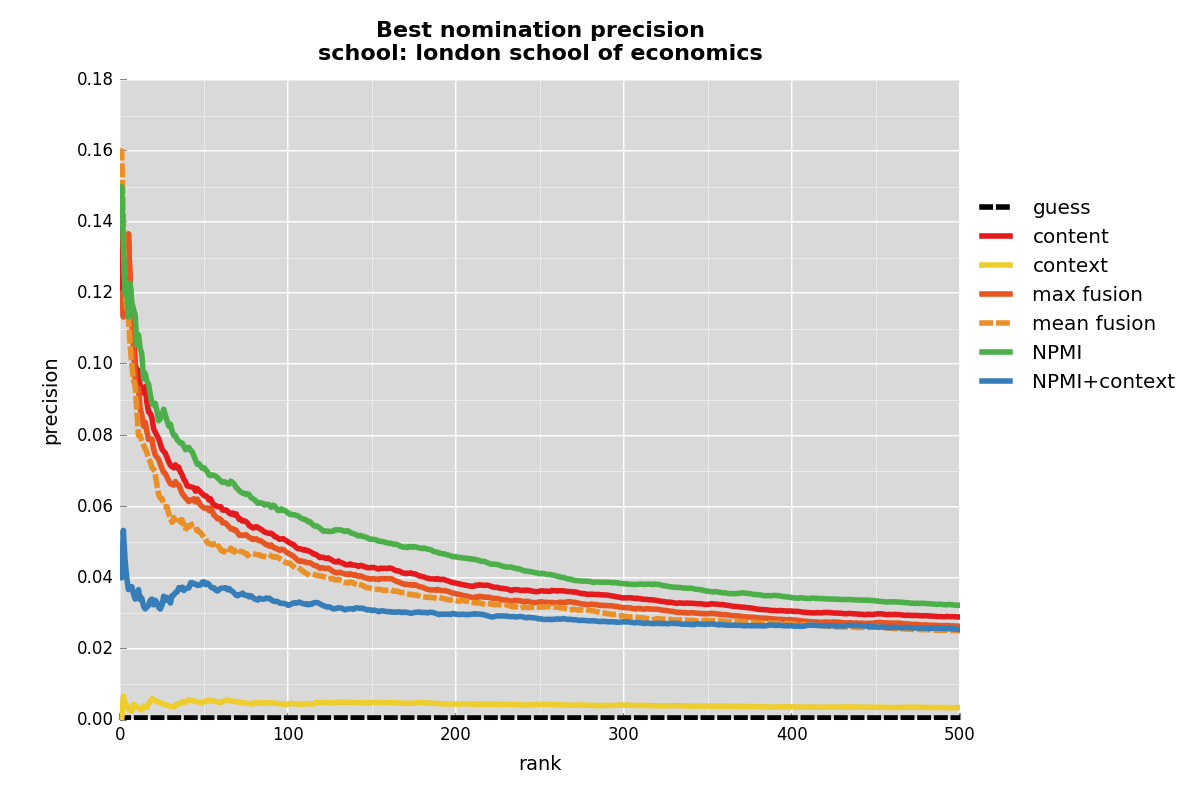 Best nomination precision
school: london school of economics
precision
0.18
0.16
0.14
0.12
0.10
0.08
0.06
0.04
0.02
0.00
0 100 200 300 400 500
rank
guess
content
context
max fusion
mean fusion
NPMI
NPMI+context